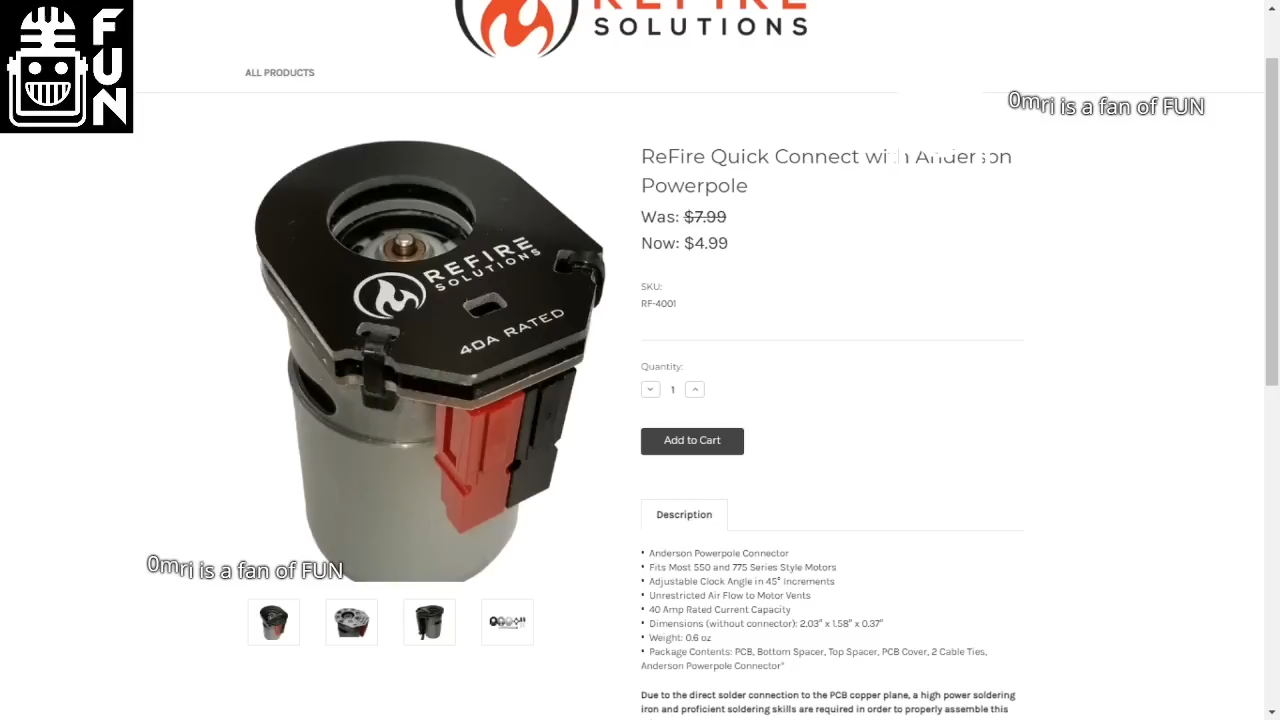 FUN
REFIRE
SOLUTIONS
ALL PRODUCTS
0mri is a fan of FUN
ReFire Quick Connect with Anderson
Powerpole
Was: $7.99
Now: $4.99
SKU:
RF-4001
Quantity:
1
Add to Cart
REFIRE
SOLUTIONS
40A RATED
Description
• Anderson Powerpole Connector
• Fits Most 550 and 775 Series Style Motors
• Adjustable Clock Angle in 45° Increments
• Unrestricted Air Flow to Motor Vents
• 40 Amp Rated Current Capacity
• Dimensions (without connector): 2.03" x 1.58" x 0.37"
• Weight: 0.6 oz
• Package Contents: PCB, Bottom Spacer, Top Spacer, PCB Cover, 2 Cable Ties,
Anderson Powerpole Connector*
Due to the direct solder connection to the PCB copper plane, a high power soldering
iron and proficient soldering skills are required in order to properly assemble this
0mri is a fan of FUN